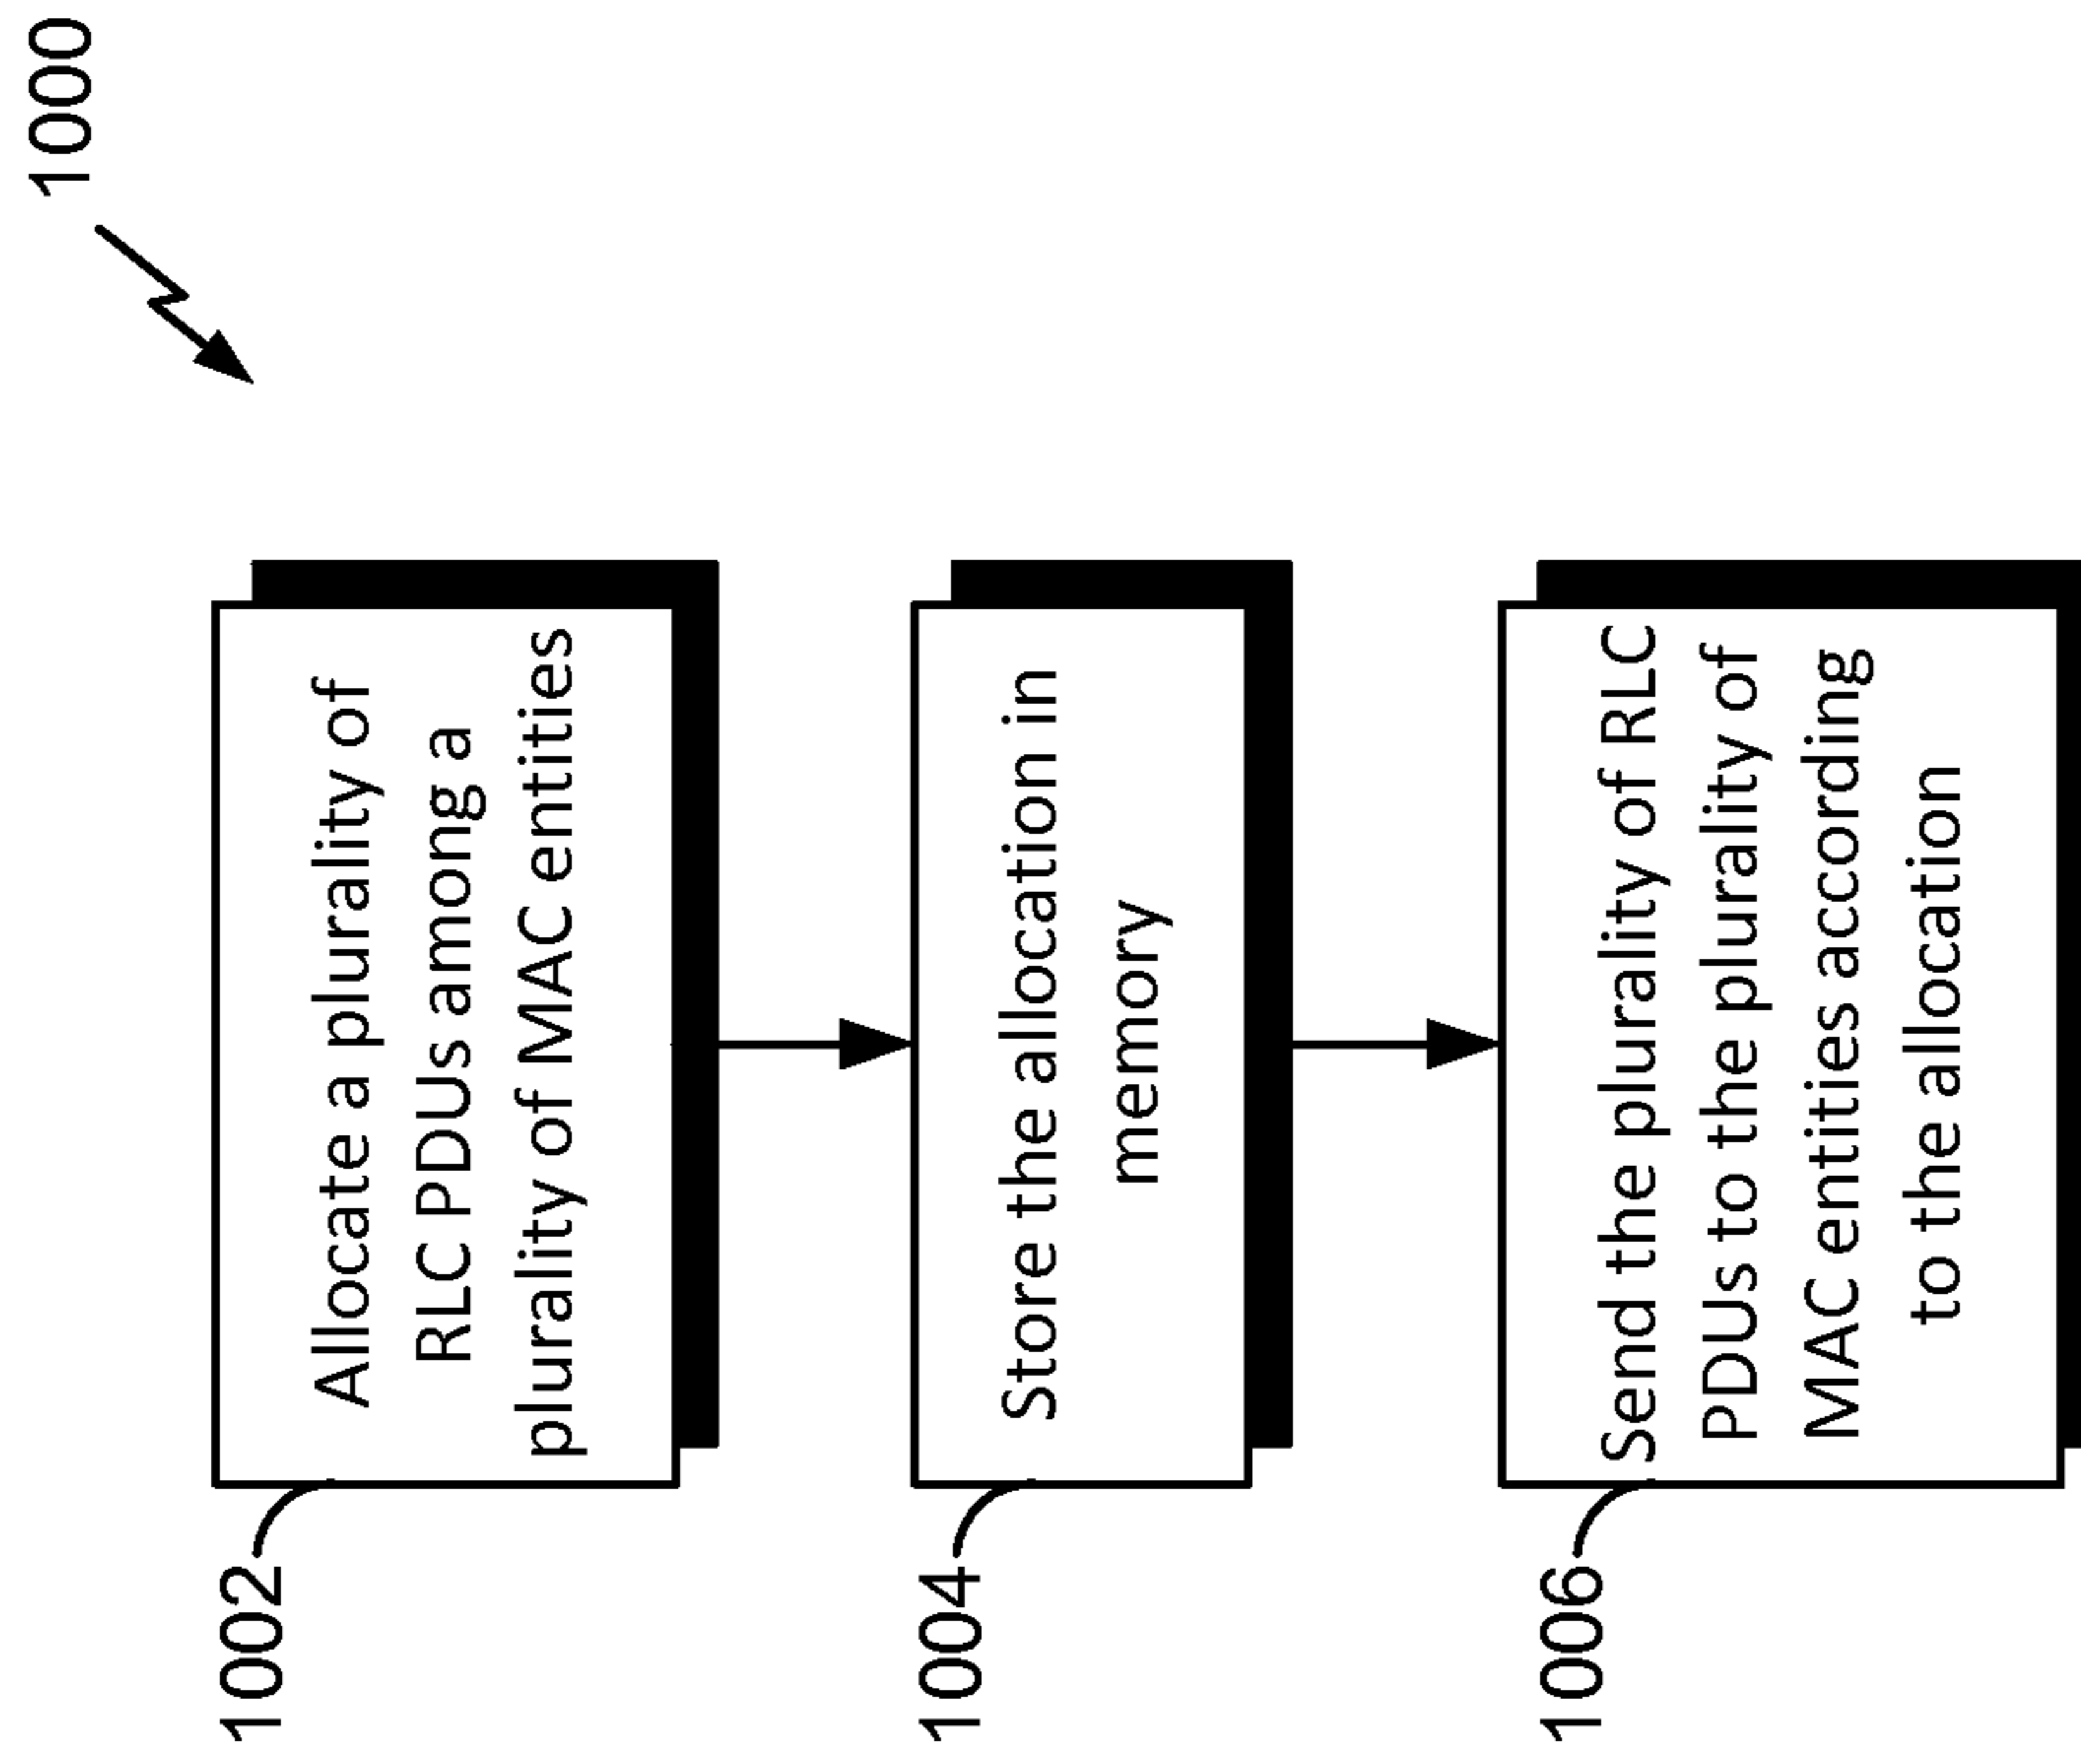 1000
1002
Allocate a plurality of
RLC PDUs among a
plurality of MAC entities
1004
Store the allocation in
memory
1006
Send the plurality of RLC
PDUs to the plurality of
MAC entities according
to the allocation